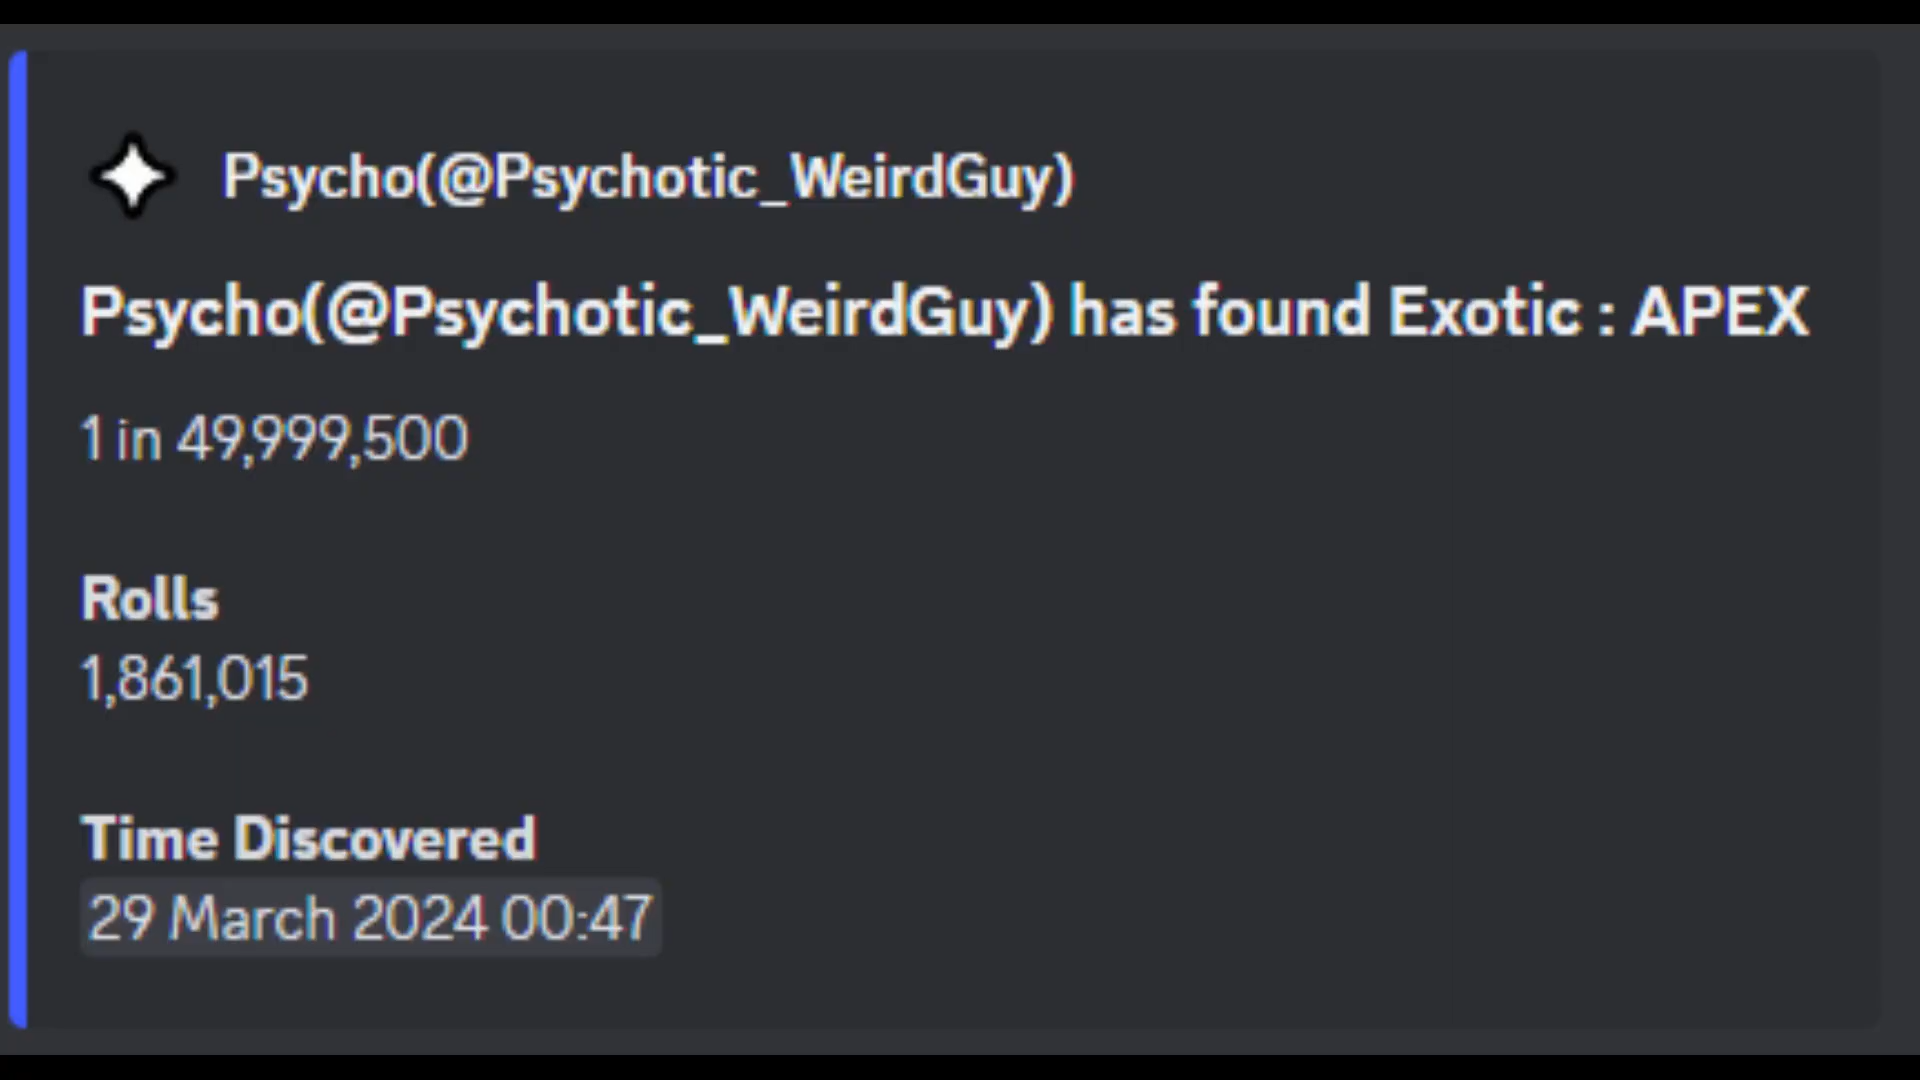 Psycho(@Psychotic_WeirdGuy)
Psycho(@Psychotic_WeirdGuy) has found Exotic : APEX
1 in 49,999,500
Rolls
1,861,015
Time Discovered
29 March 2024 00:47